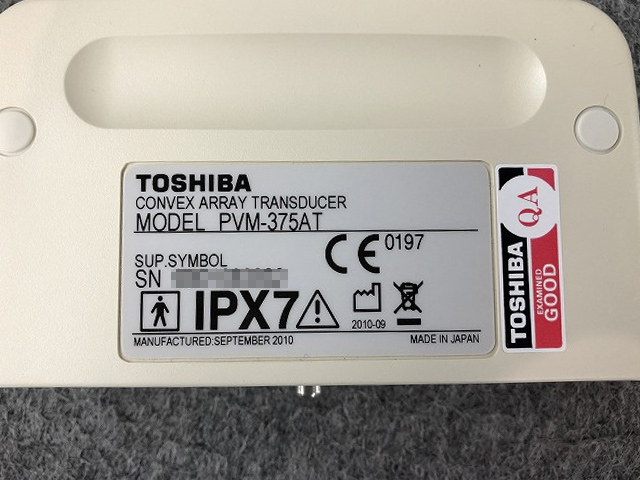 TOSHIBA
CONVEX ARRAY TRANSDUCER
MODEL PVM-375AT
0197
SUP.SYMBOL
SN
IPX7
2010-09
MANUFACTURED:SEPTEMBER 2010
MADE IN JAPAN
TOSHIBA
QA
EXAMINED
GOOD